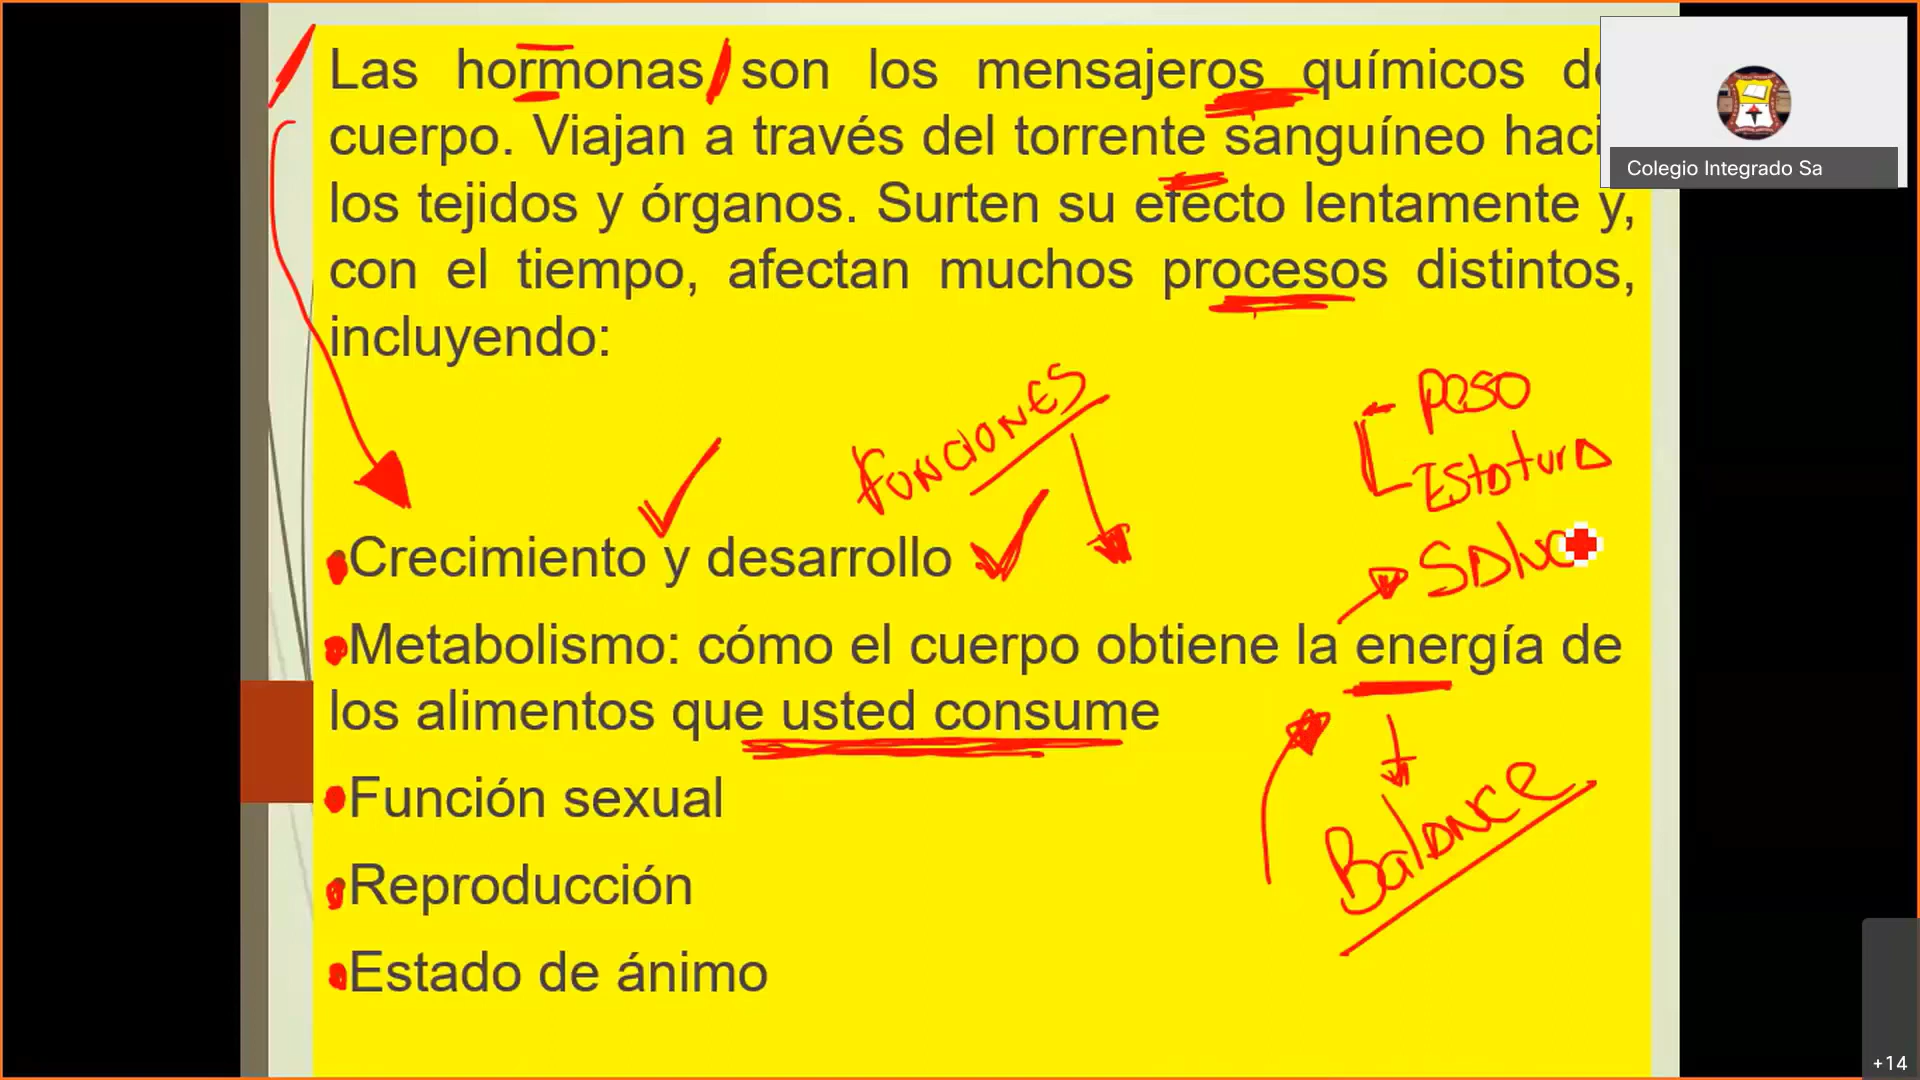 Las hormonas son los mensajeros químicos de
cuerpo. Viajan a través del torrente sanguíneo haci
los tejidos y órganos. Surten su efecto lentamente y,
con el tiempo, afectan muchos procesos distintos,
incluyendo:
Funciones
Peso
Estatura
•Crecimiento y desarrollo
•Metabolismo: cómo el cuerpo obtiene la energía de
los alimentos que usted consume
•Función sexual
Balance
•Reproducción
•Estado de ánimo
Colegio Integrado Sa
+14